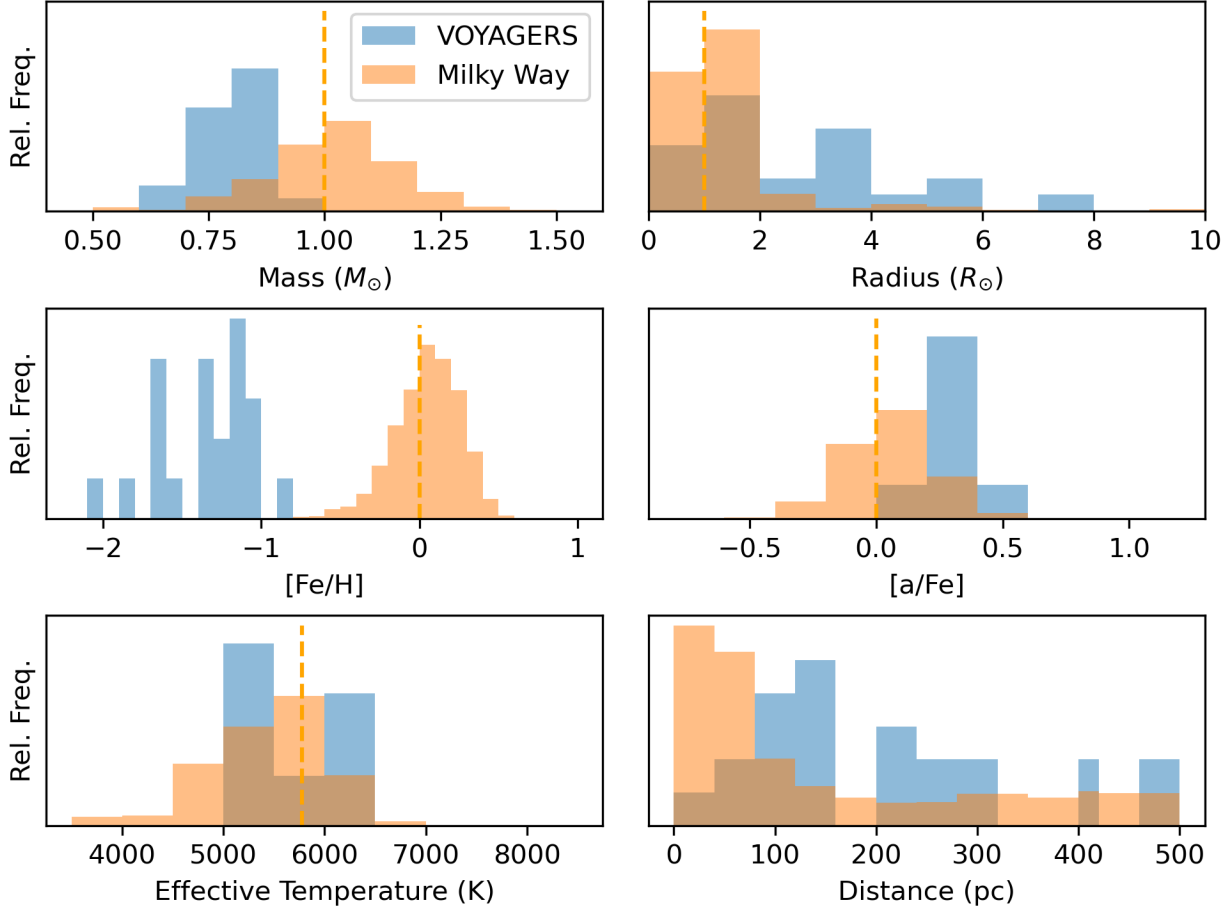 Rel. Freq.
VOYAGERS
Milky Way
0.50 0.75 1.00 1.25 1.50
Mass (M☉)
0 2 4 6 8 10
Radius (R☉)
Rel. Freq.
−2 −1 0 1
[Fe/H]
−0.5 0.0 0.5 1.0
[a/Fe]
Rel. Freq.
4000 5000 6000 7000 8000
Effective Temperature (K)
0 100 200 300 400 500
Distance (pc)